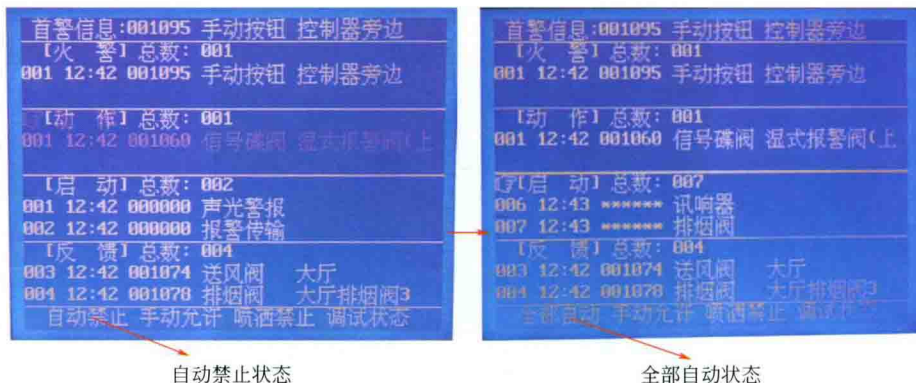 首警信息:001095 手动按钮 控制器旁边
[火 警] 总数: 001
001 12:42 001095 手动按钮 控制器旁边
[动 作] 总数: 001
001 12:42 001060 信号碟阀 湿式报警阀(上
[启 动] 总数: 002
001 12:42 000000 声光警报
002 12:42 000000 报警传输
[反 馈] 总数: 004
003 12:42 001074 送风阀 大厅
004 12:42 001078 排烟阀 大厅排烟阀3
自动禁止 手动允许 喷洒禁止 调试状态
自动禁止状态
首警信息:001095 手动按钮 控制器旁边
[火 警] 总数: 001
001 12:42 001095 手动按钮 控制器旁边
[动 作] 总数: 001
001 12:42 001060 信号碟阀 湿式报警阀(上
[启 动] 总数: 007
006 12:43 ****** 讯响器
007 12:43 ****** 排烟阀
[反 馈] 总数: 004
003 12:42 001074 送风阀 大厅
004 12:42 001078 排烟阀 大厅排烟阀3
全部自动 手动允许 喷洒禁止 调试状态
全部自动状态